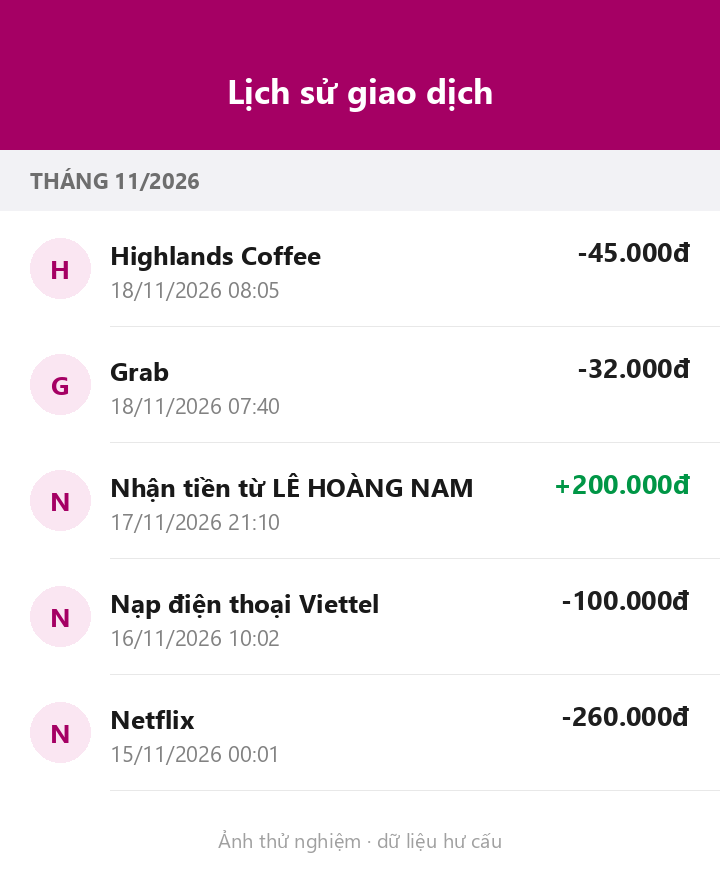 Lịch sử giao dịch
THÁNG 11/2026
H
Highlands Coffee
-45.000đ
18/11/2026 08:05
G
Grab
-32.000đ
18/11/2026 07:40
N
Nhận tiền từ LÊ HOÀNG NAM
+200.000đ
17/11/2026 21:10
N
Nạp điện thoại Viettel
-100.000đ
16/11/2026 10:02
N
Netflix
-260.000đ
15/11/2026 00:01
Ảnh thử nghiệm · dữ liệu hư cấu